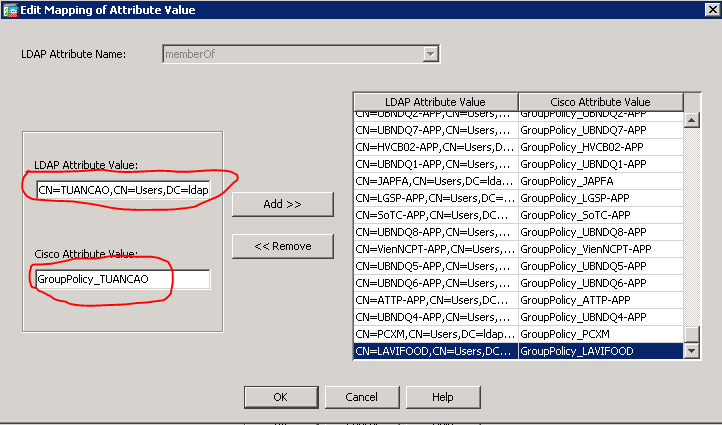 Edit Mapping of Attribute Value
LDAP Attribute Name:
memberOf
LDAP Attribute Value:
CN=TUANCAO,CN=Users,DC=ldap
Cisco Attribute Value:
GroupPolicy_TUANCAO
Add >>
<< Remove
LDAP Attribute Value Cisco Attribute Value
CN=UBNDQ2-APP,CN=Users,... GroupPolicy_UBNDQ2-APP
CN=UBNDQ7-APP,CN=Users,... GroupPolicy_UBNDQ7-APP
CN=HVCB02-APP,CN=Users,... GroupPolicy_HVCB02-APP
CN=UBNDQ1-APP,CN=Users,... GroupPolicy_UBNDQ1-APP
CN=JAPFA,CN=Users,DC=lda... GroupPolicy_JAPFA
CN=LGSP-APP,CN=Users,DC... GroupPolicy_LGSP-APP
CN=SoTC-APP,CN=Users,DC... GroupPolicy_SoTC-APP
CN=UBNDQ8-APP,CN=Users,... GroupPolicy_UBNDQ8-APP
CN=VienNCPT-APP,CN=Users... GroupPolicy_VienNCPT-APP
CN=UBNDQ5-APP,CN=Users,... GroupPolicy_UBNDQ5-APP
CN=UBNDQ6-APP,CN=Users,... GroupPolicy_UBNDQ6-APP
CN=ATTP-APP,CN=Users,DC... GroupPolicy_ATTP-APP
CN=UBNDQ4-APP,CN=Users,... GroupPolicy_UBNDQ4-APP
CN=PCXM,CN=Users,DC=ldap... GroupPolicy_PCXM
CN=LAVIFOOD,CN=Users,DC... GroupPolicy_LAVIFOOD
OK
Cancel
Help